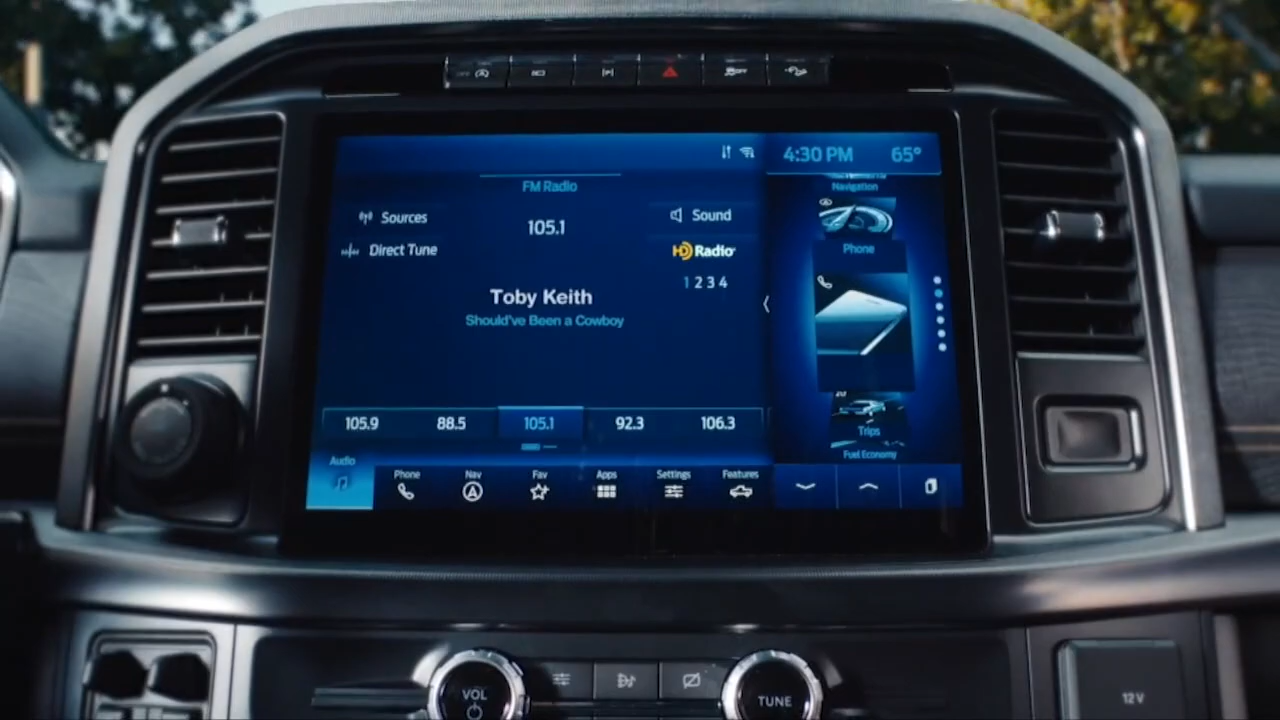 OFF
4:30 PM 65°
FM Radio
Navigation
Sources
105.1
Sound
Direct Tune
HD Radio
Phone
1 2 3 4
Toby Keith
Should've Been a Cowboy
105.9 88.5 105.1 92.3 106.3
Trips
Fuel Economy
Audio
Phone Nav Fav Apps Settings Features
VOL
TUNE
12V